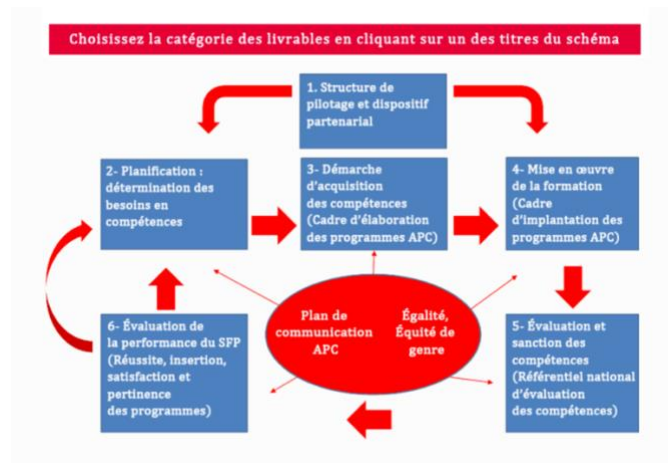 Choisissez la catégorie des livrables en cliquant sur un des titres du schéma
1. Structure de
pilotage et dispositif
partenarial
2- Planification :
détermination des
besoins en
compétences
3- Démarche
d'acquisition
des compétences
(Cadre d'élaboration
des programmes APC)
4- Mise en œuvre
de la formation
(Cadre
d'implantation des
programmes APC)
Plan de
communication
APC
Égalité,
Équité de
genre
6- Évaluation de
la performance du SFP
(Réussite, insertion,
satisfaction et
pertinence
des programmes)
5- Évaluation et
sanction des
compétences
(Référentiel national
d'évaluation
des compétences)